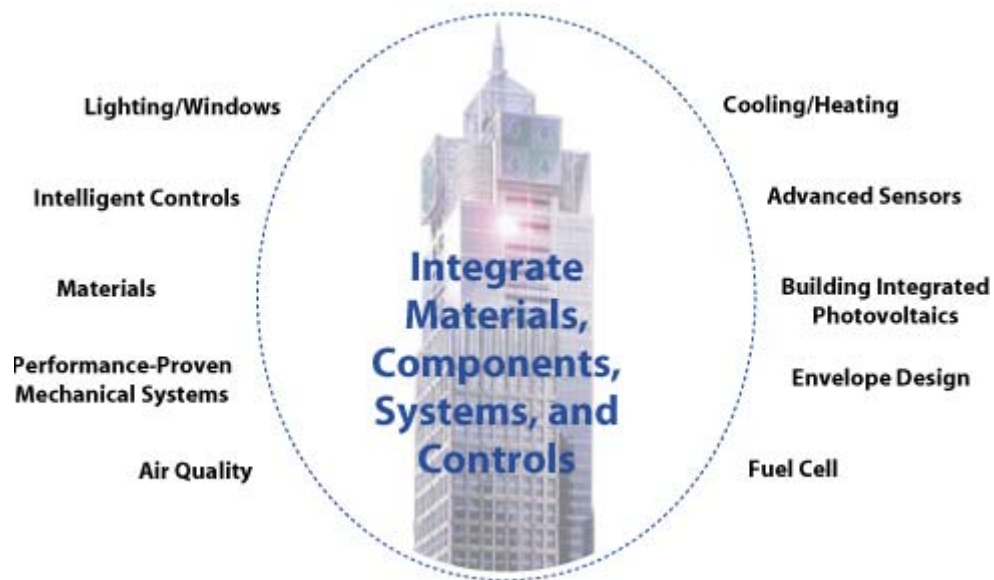 Lighting/Windows
Cooling/Heating
Intelligent Controls
Advanced Sensors
Integrate
Materials,
Components,
Systems, and
Controls
Materials
Building Integrated
Photovoltaics
Performance-Proven
Mechanical Systems
Envelope Design
Air Quality
Fuel Cell